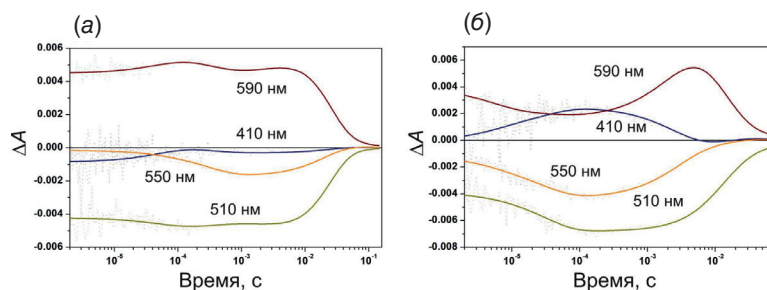 (а)
(б)
0.006
0.004
0.002
0.000
-0.002
-0.004
-0.006
ΔA
590 нм
410 нм
550 нм
510 нм
10⁻⁵
10⁻⁴
10⁻³
10⁻²
10⁻¹
Время, с
0.006
0.004
0.002
0.000
-0.002
-0.004
-0.006
-0.008
ΔA
590 нм
410 нм
550 нм
510 нм
10⁻⁵
10⁻⁴
10⁻³
10⁻²
Время, с